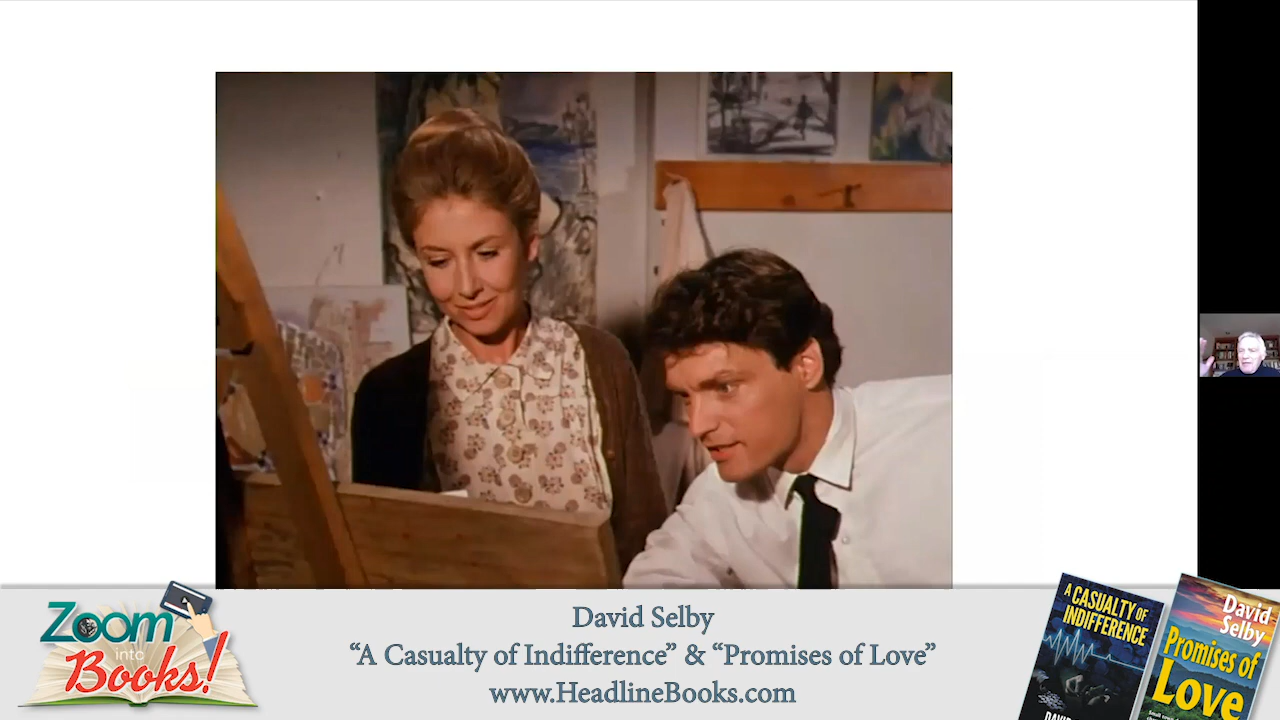 Zoom
into
Books!
David Selby
“A Casualty of Indifference” & “Promises of Love”
www.HeadlineBooks.com
A CASUALTY OF
INDIFFERENCE
David
Selby
Promises of
Love